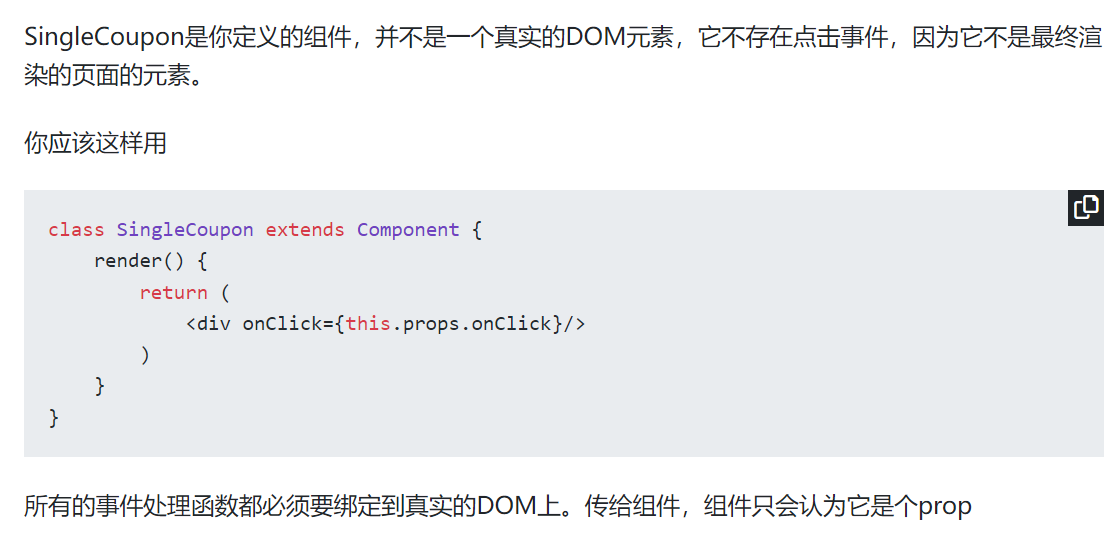 SingleCoupon是你定义的组件，并不是一个真实的DOM元素，它不存在点击事件，因为它不是最终渲
染的页面的元素。
你应该这样用
class SingleCoupon extends Component {
    render() {
        return (
            <div onClick={this.props.onClick}/>
        )
    }
}
所有的事件处理函数都必须要绑定到真实的DOM上。传给组件，组件只会认为它是个prop